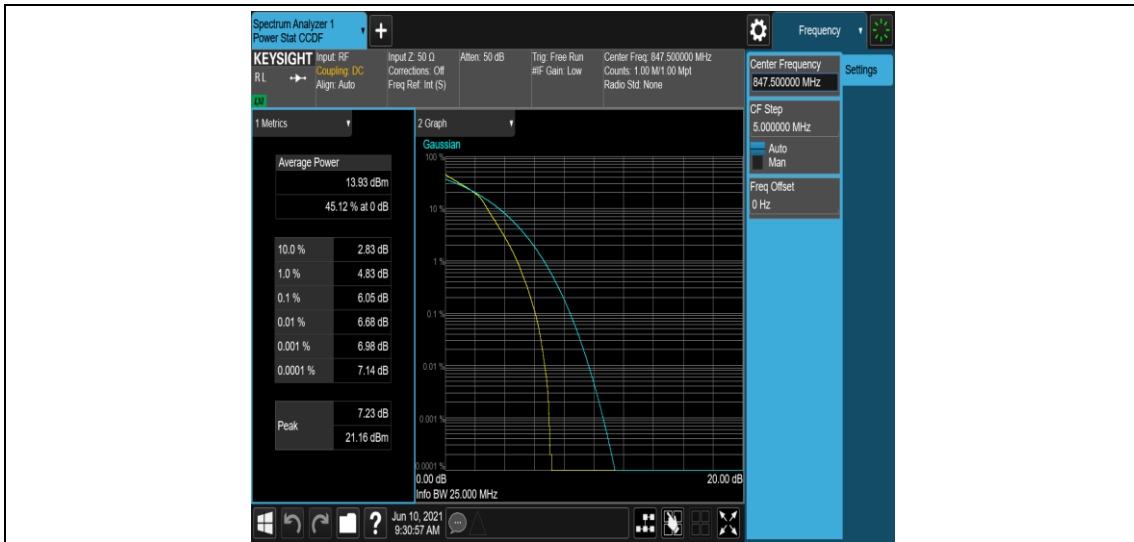 Spectrum Analyzer 1
Power Stat CCDF
+
Frequency
KEYSIGHT
RL
LXI
Input: RF
Coupling: DC
Align: Auto
Input Z: 50 Ω
Corrections: Off
Freq Ref: Int (S)
Atten: 50 dB
Trig: Free Run
#IF Gain: Low
Center Freq: 847.500000 MHz
Counts: 1.00 M/1.00 Mpt
Radio Std: None
Center Frequency
847.500000 MHz
Settings
CF Step
5.000000 MHz
Auto
Man
Freq Offset
0 Hz
1 Metrics
Average Power
13.93 dBm
45.12 % at 0 dB
10.0 % 2.83 dB
1.0 % 4.83 dB
0.1 % 6.05 dB
0.01 % 6.68 dB
0.001 % 6.98 dB
0.0001 % 7.14 dB
Peak
7.23 dB
21.16 dBm
2 Graph
Gaussian
100 %
10 %
1 %
0.1 %
0.01 %
0.001 %
0.0001 %
0.00 dB 20.00 dB
Info BW 25.000 MHz
?
Jun 10, 2021
9:30:57 AM